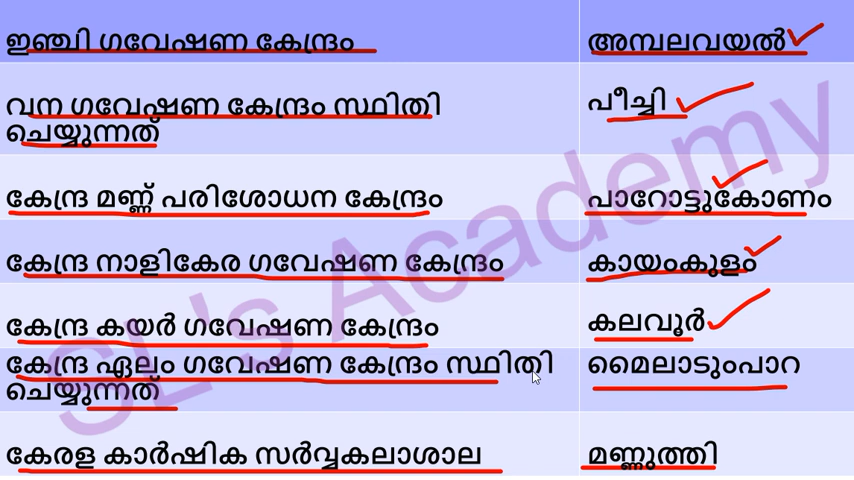 ഇഞ്ചി ഗവേഷണ കേന്ദ്രം അമ്പലവയൽ
വന ഗവേഷണ കേന്ദ്രം സ്ഥിതി പീച്ചി
ചെയ്യുന്നത്
കേന്ദ്ര മണ്ണ് പരിശോധന കേന്ദ്രം പാറോട്ടുകോണം
കേന്ദ്ര നാളികേര ഗവേഷണ കേന്ദ്രം കായംകുളം
കേന്ദ്ര കയർ ഗവേഷണ കേന്ദ്രം കലവൂർ
കേന്ദ്ര ഏലം ഗവേഷണ കേന്ദ്രം സ്ഥിതി മൈലാടുംപാറ
ചെയ്യുന്നത്
കേരള കാർഷിക സർവ്വകലാശാല മണ്ണുത്തി
SL's Academy